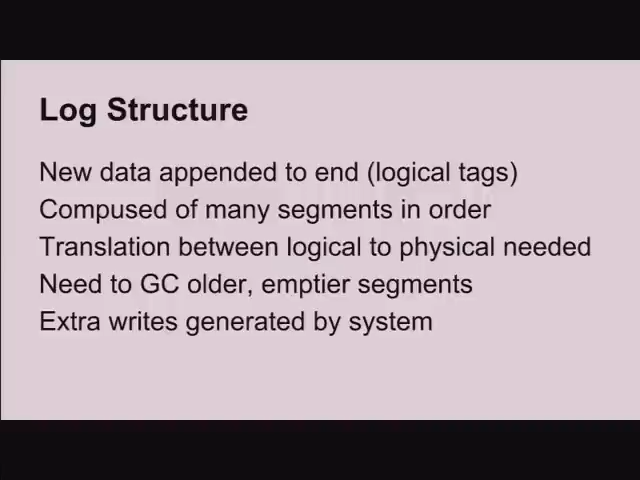 Log Structure
New data appended to end (logical tags)
Compused of many segments in order
Translation between logical to physical needed
Need to GC older, emptier segments
Extra writes generated by system